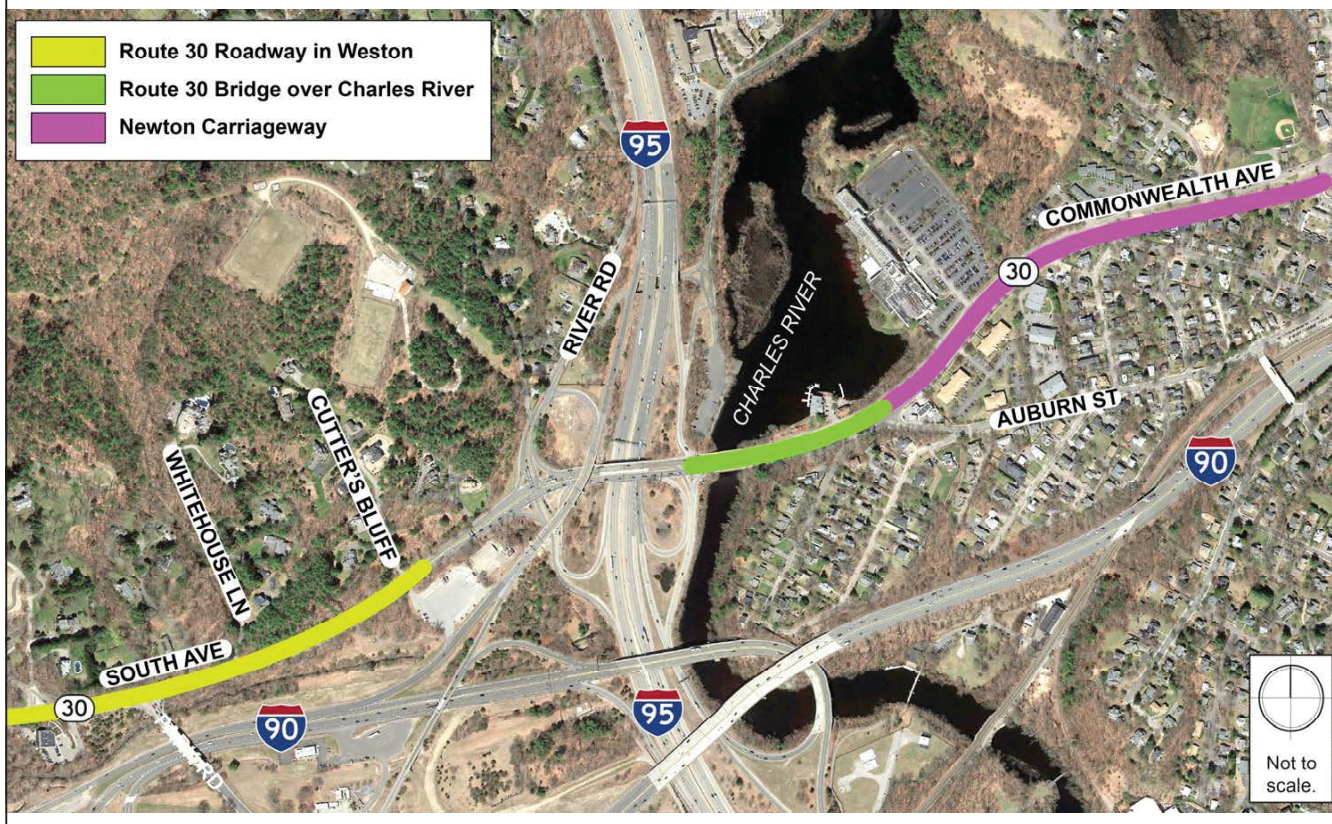 Route 30 Roadway in Weston
Route 30 Bridge over Charles River
Newton Carriageway
95
COMMONWEALTH AVE
30
RIVER RD
CHARLES RIVER
CUTTER'S BLUFF
WHITEHOUSE LN
AUBURN ST
90
SOUTH AVE
30
90
95
RD
Not to
scale.